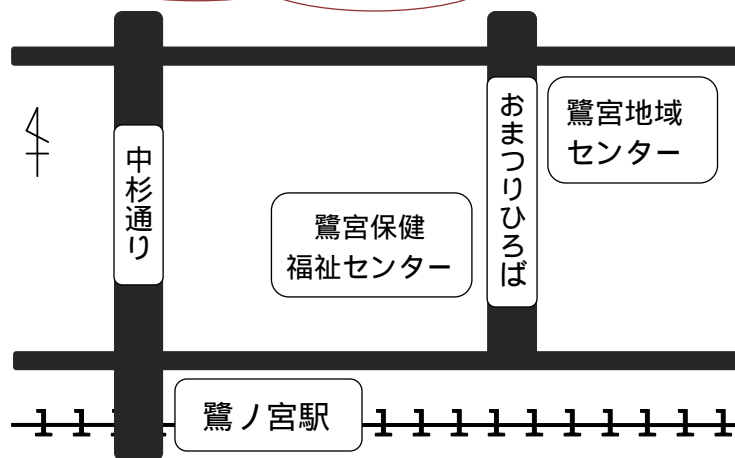 中杉通り
鷺宮保健
福祉センター
おまつりひろば
鷺宮地域
センター
鷺ノ宮駅